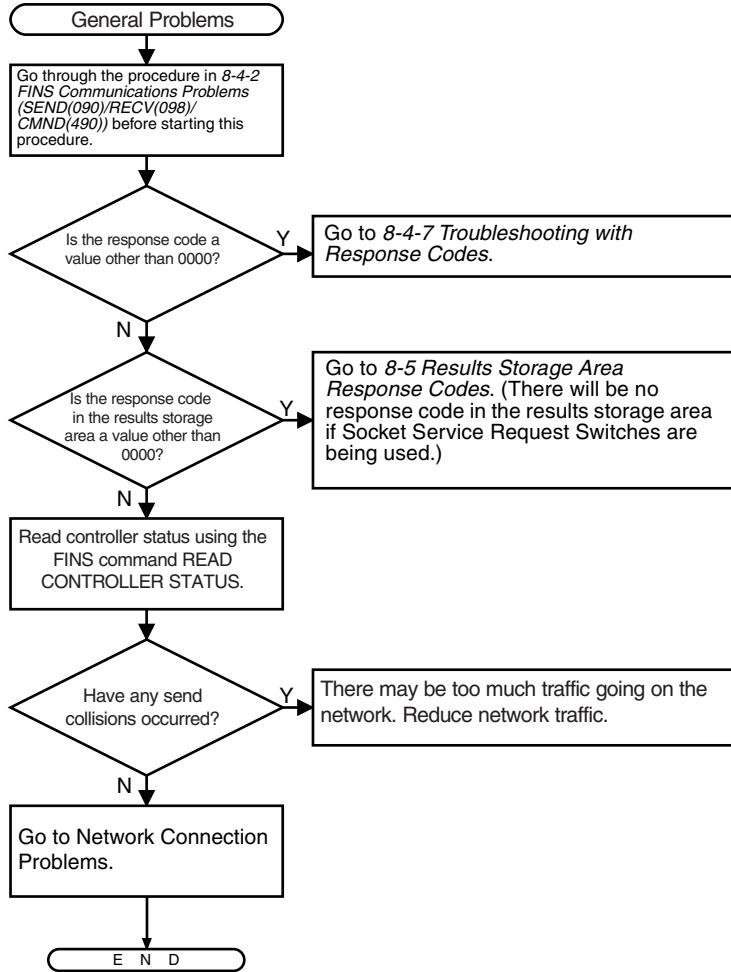 General Problems
Go through the procedure in 8-4-2
FINS Communications Problems
(SEND(090)/RECV(098)/
CMND(490)) before starting this
procedure.
Is the response code a
value other than 0000?
Y
Go to 8-4-7 Troubleshooting with
Response Codes.
N
Is the response code
in the results storage
area a value other than
0000?
Y
Go to 8-5 Results Storage Area
Response Codes. (There will be no
response code in the results storage area
if Socket Service Request Switches are
being used.)
N
Read controller status using the
FINS command READ
CONTROLLER STATUS.
Have any send
collisions occurred?
Y
There may be too much traffic going on the
network. Reduce network traffic.
N
Go to Network Connection
Problems.
E N D